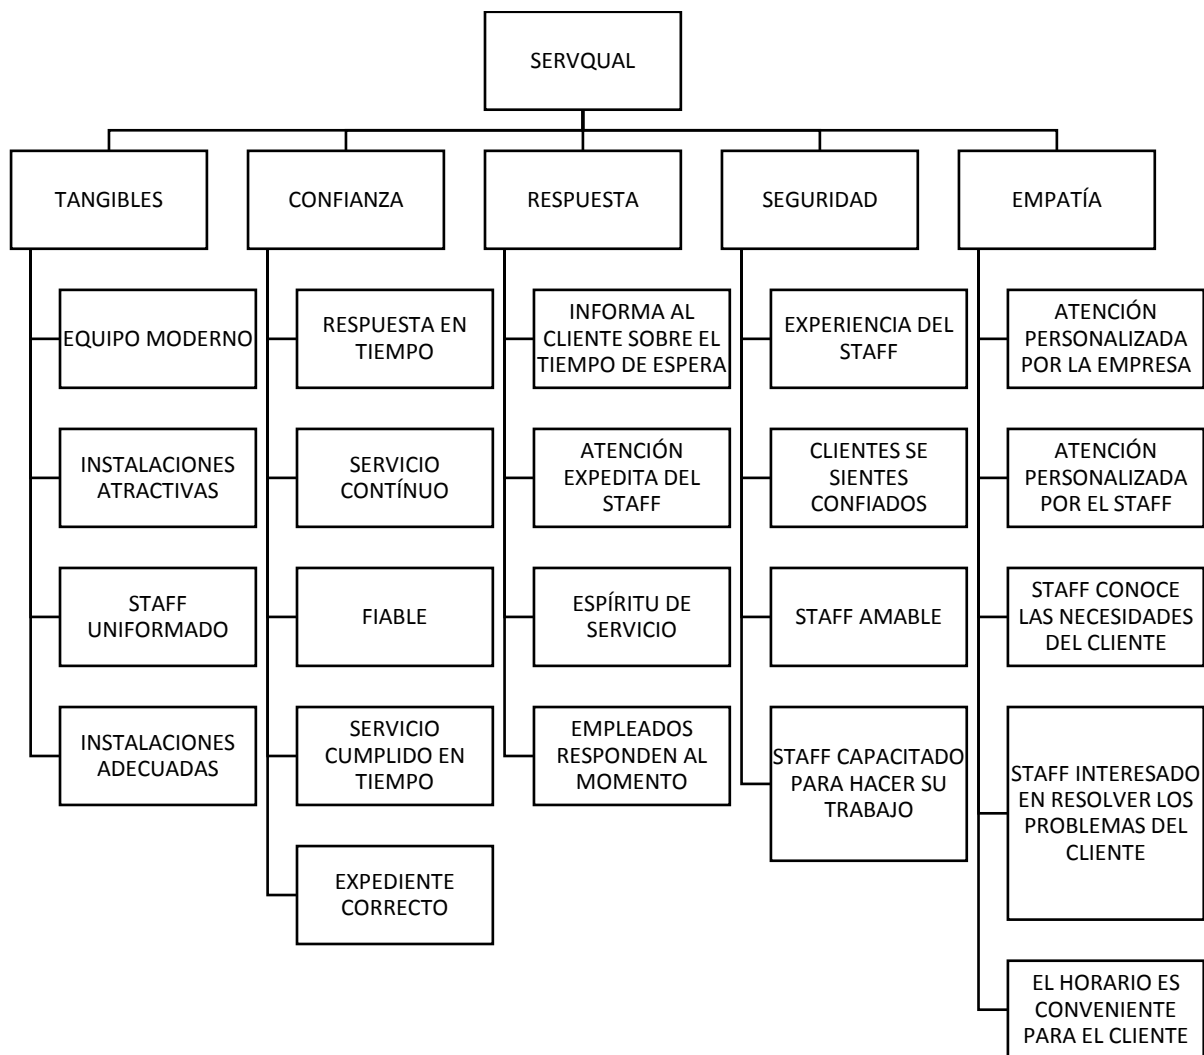 SERVQUAL
TANGIBLES
CONFIANZA
RESPUESTA
SEGURIDAD
EMPATÍA
EQUIPO MODERNO
INSTALACIONES
ATRACTIVAS
STAFF
UNIFORMADO
INSTALACIONES
ADECUADAS
RESPUESTA EN
TIEMPO
SERVICIO
CONTÍNUO
FIABLE
SERVICIO
CUMPLIDO EN
TIEMPO
EXPEDIENTE
CORRECTO
INFORMA AL
CLIENTE SOBRE EL
TIEMPO DE ESPERA
ATENCIÓN
EXPEDITA DEL
STAFF
ESPÍRITU DE
SERVICIO
EMPLEADOS
RESPONDEN AL
MOMENTO
EXPERIENCIA DEL
STAFF
CLIENTES SE
SIENTES
CONFIADOS
STAFF AMABLE
STAFF CAPACITADO
PARA HACER SU
TRABAJO
ATENCIÓN
PERSONALIZADA
POR LA EMPRESA
ATENCIÓN
PERSONALIZADA
POR EL STAFF
STAFF CONOCE
LAS NECESIDADES
DEL CLIENTE
STAFF INTERESADO
EN RESOLVER LOS
PROBLEMAS DEL
CLIENTE
EL HORARIO ES
CONVENIENTE
PARA EL CLIENTE